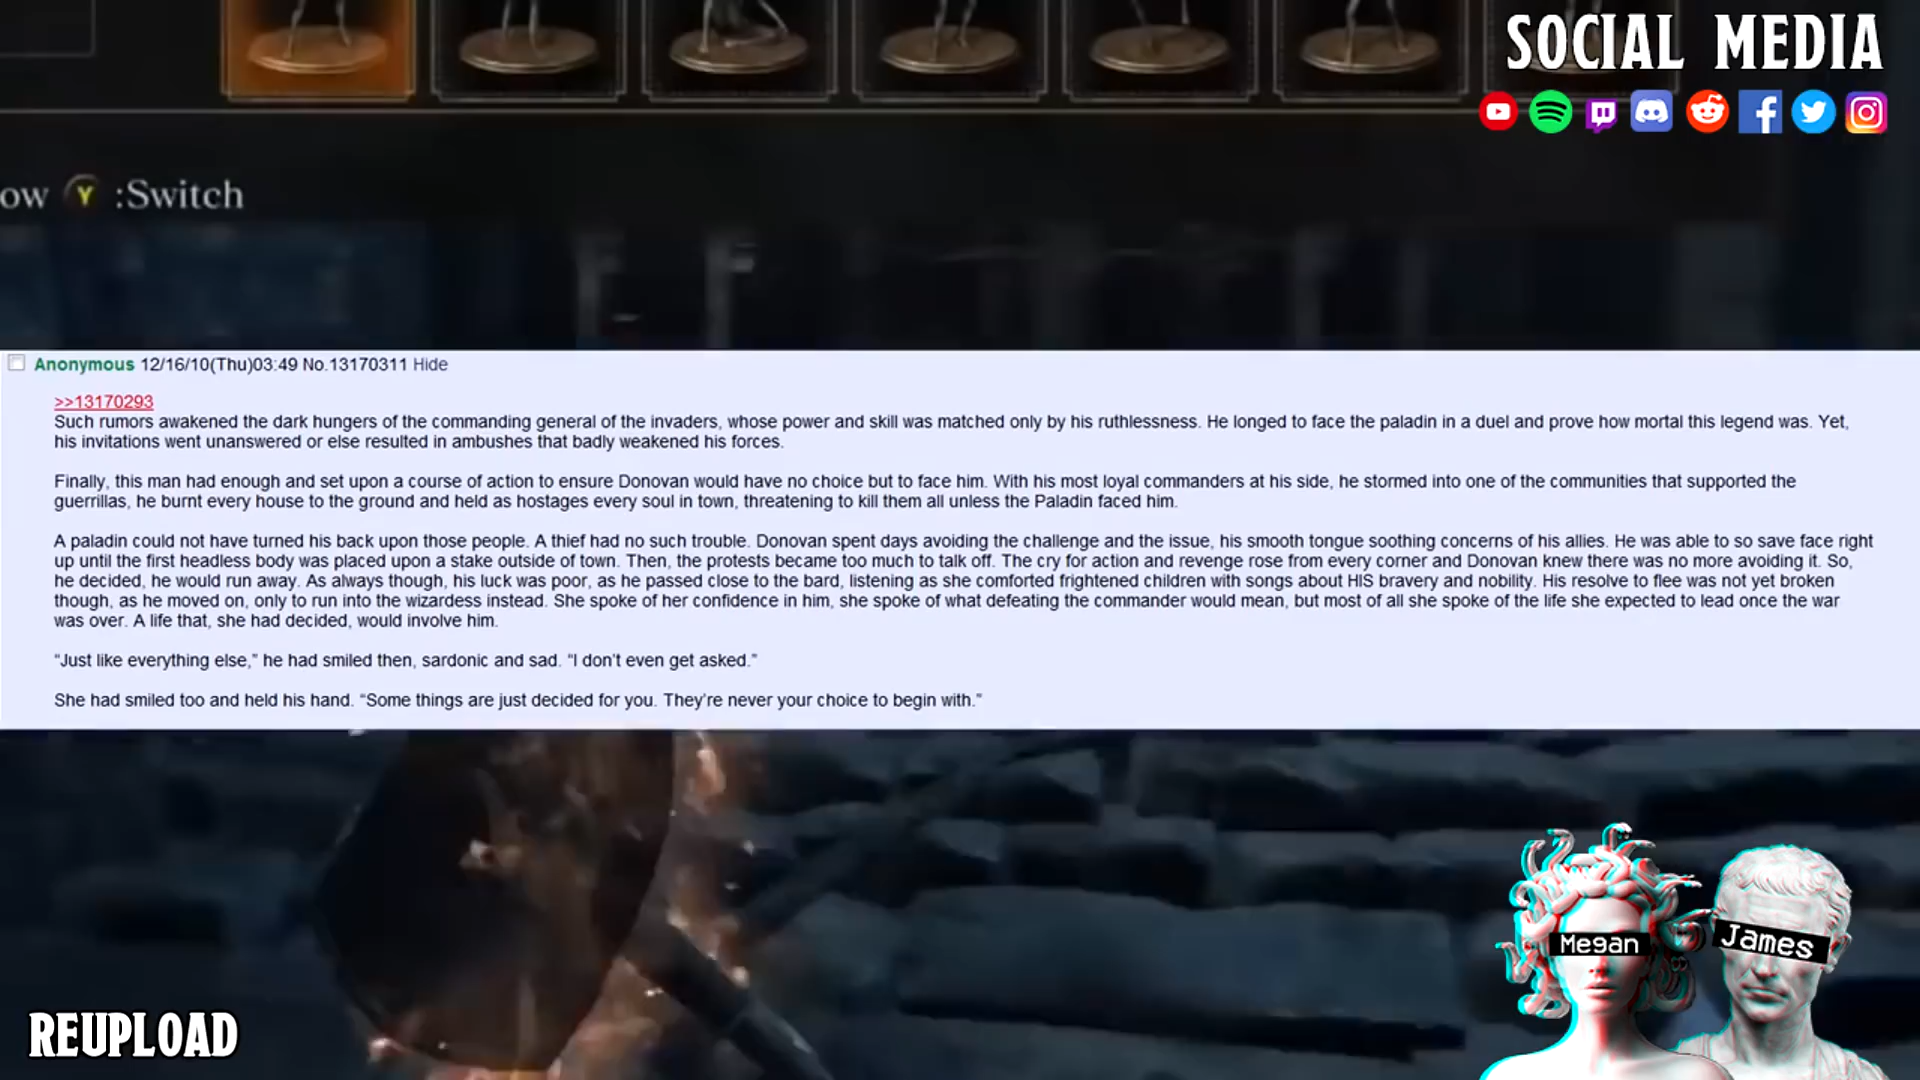 SOCIAL MEDIA
ow Y :Switch
Anonymous 12/16/10(Thu)03:49 No.13170311 Hide
>>13170293
Such rumors awakened the dark hungers of the commanding general of the invaders, whose power and skill was matched only by his ruthlessness. He longed to face the paladin in a duel and prove how mortal this legend was. Yet,
his invitations went unanswered or else resulted in ambushes that badly weakened his forces.
Finally, this man had enough and set upon a course of action to ensure Donovan would have no choice but to face him. With his most loyal commanders at his side, he stormed into one of the communities that supported the
guerrillas, he burnt every house to the ground and held as hostages every soul in town, threatening to kill them all unless the Paladin faced him.
A paladin could not have turned his back upon those people. A thief had no such trouble. Donovan spent days avoiding the challenge and the issue, his smooth tongue soothing concerns of his allies. He was able to so save face right
up until the first headless body was placed upon a stake outside of town. Then, the protests became too much to talk off. The cry for action and revenge rose from every corner and Donovan knew there was no more avoiding it. So,
he decided, he would run away. As always though, his luck was poor, as he passed close to the bard, listening as she comforted frightened children with songs about HIS bravery and nobility. His resolve to flee was not yet broken
though, as he moved on, only to run into the wizardess instead. She spoke of her confidence in him, she spoke of what defeating the commander would mean, but most of all she spoke of the life she expected to lead once the war
was over. A life that, she had decided, would involve him.
“Just like everything else,” he had smiled then, sardonic and sad. “I don’t even get asked.”
She had smiled too and held his hand. “Some things are just decided for you. They’re never your choice to begin with.”
Megan
James
REUPLOAD